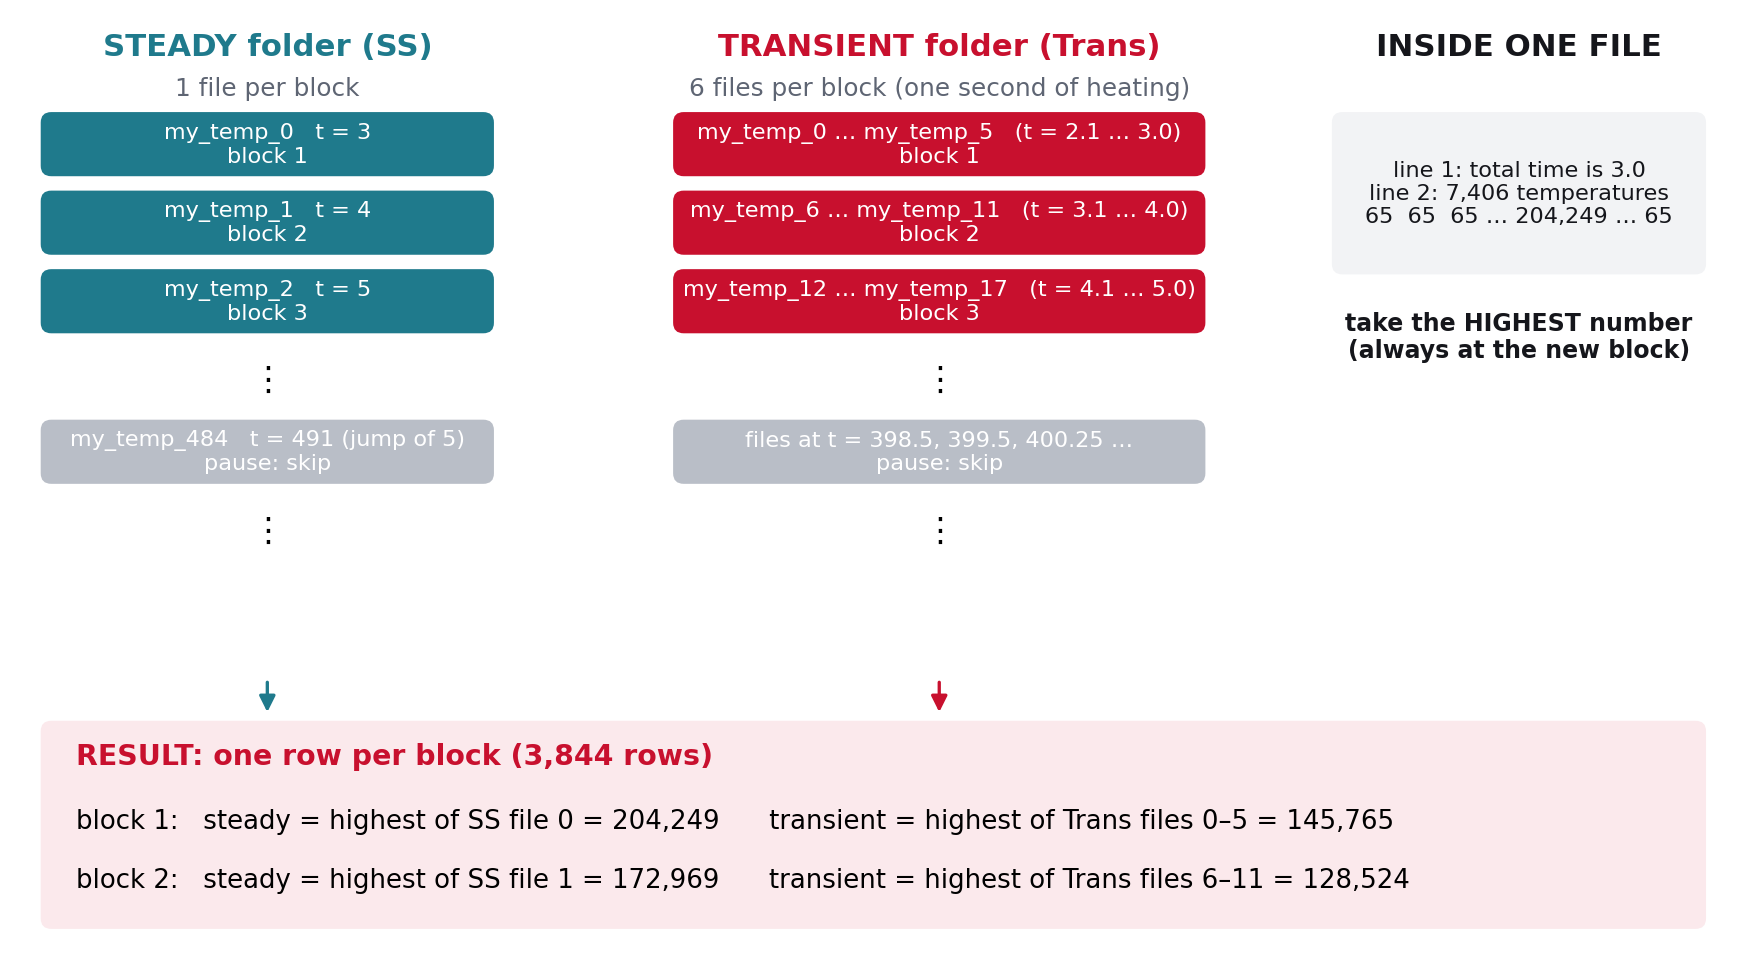 STEADY folder (SS)
1 file per block
my_temp_0   t = 3
block 1
my_temp_1   t = 4
block 2
my_temp_2   t = 5
block 3
⋮
my_temp_484   t = 491 (jump of 5)
pause: skip
⋮
TRANSIENT folder (Trans)
6 files per block (one second of heating)
my_temp_0 … my_temp_5   (t = 2.1 … 3.0)
block 1
my_temp_6 … my_temp_11   (t = 3.1 … 4.0)
block 2
my_temp_12 … my_temp_17   (t = 4.1 … 5.0)
block 3
⋮
files at t = 398.5, 399.5, 400.25 …
pause: skip
⋮
INSIDE ONE FILE
line 1: total time is 3.0
line 2: 7,406 temperatures
65  65  65 … 204,249 … 65
take the HIGHEST number
(always at the new block)
RESULT: one row per block (3,844 rows)
block 1:   steady = highest of SS file 0 = 204,249      transient = highest of Trans files 0–5 = 145,765
block 2:   steady = highest of SS file 1 = 172,969      transient = highest of Trans files 6–11 = 128,524